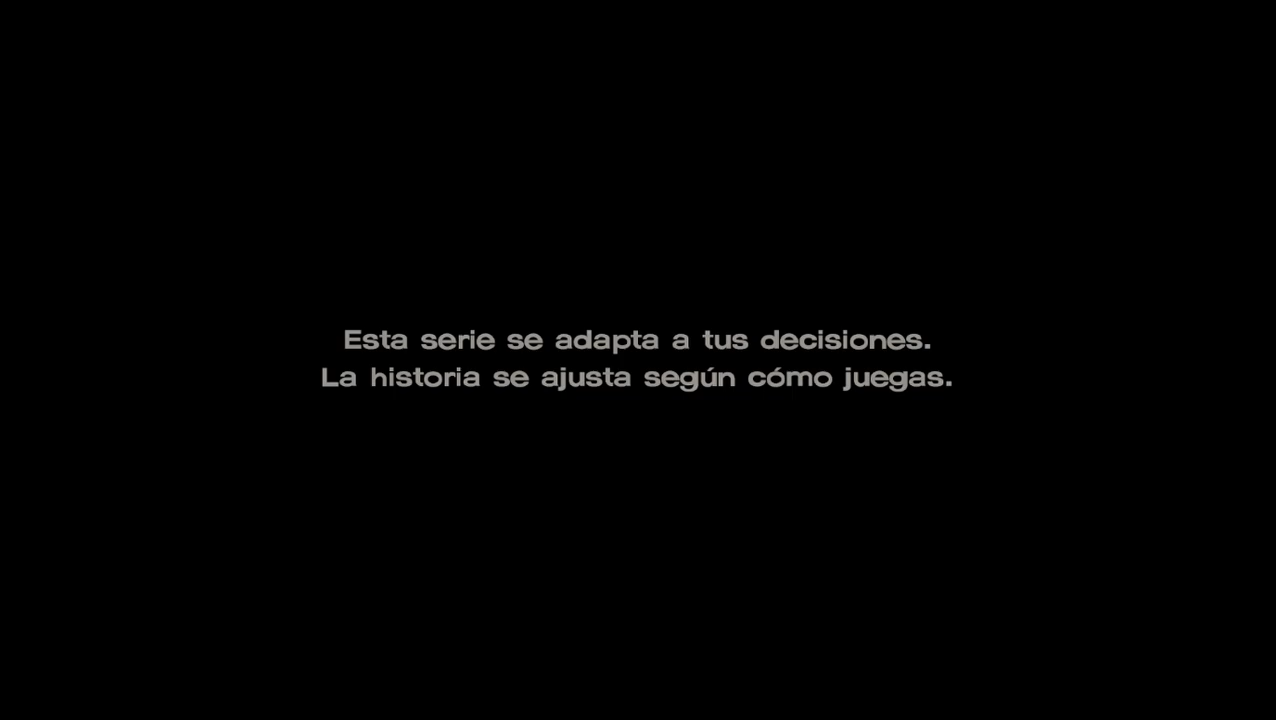 Esta serie se adapta a tus decisiones.
La historia se ajusta según cómo juegas.